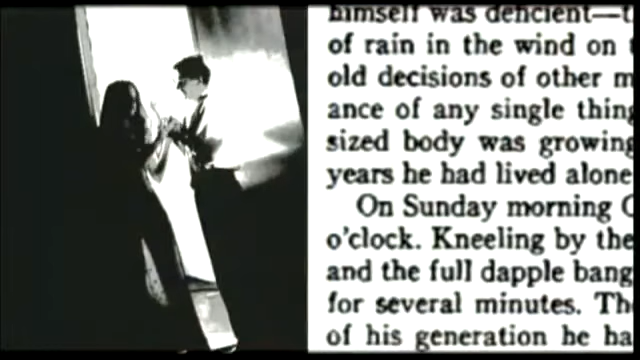 himself was deficient—t
of rain in the wind on
old decisions of other m
ance of any single thing
sized body was growing
years he had lived alone
On Sunday morning
o'clock. Kneeling by the
and the full dapple bang
for several minutes. Th
of his generation he ha